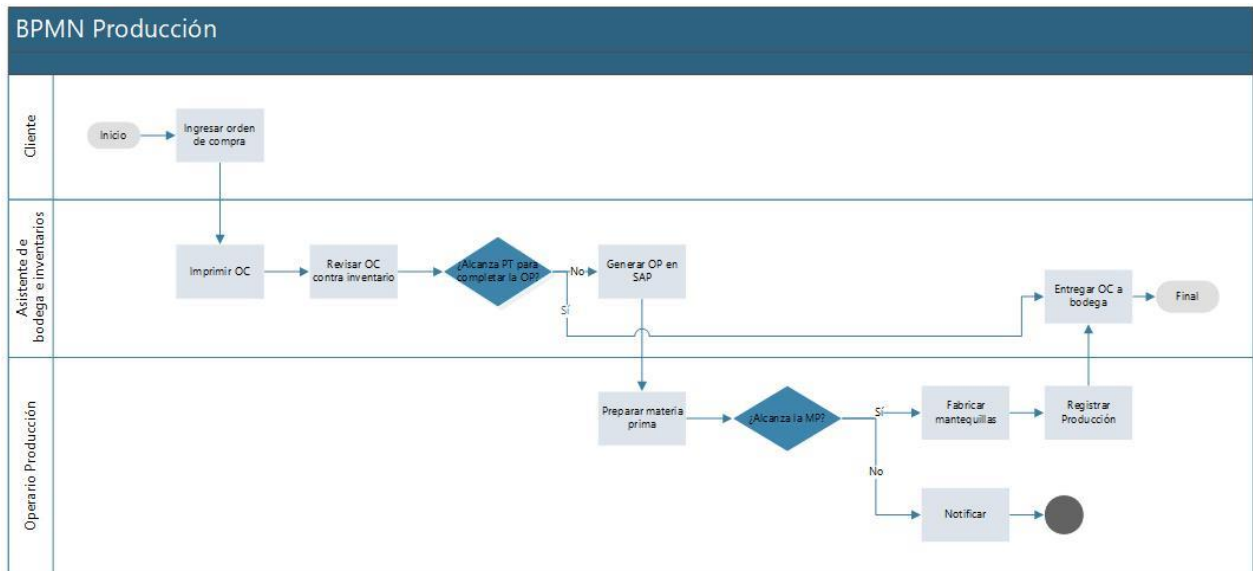 BPMN Producción
Cliente
Inicio
Ingresar orden
de compra
Asistente de
bodega e inventarios
Imprimir OC
Revisar OC
contra inventario
¿Alcanza PT para
completar la OP?
No
Sí
Generar OP en
SAP
Entregar OC a
bodega
Final
Operario Producción
Preparar materia
prima
¿Alcanza la MP?
Sí
No
Fabricar
mantequillas
Registrar
Producción
Notificar